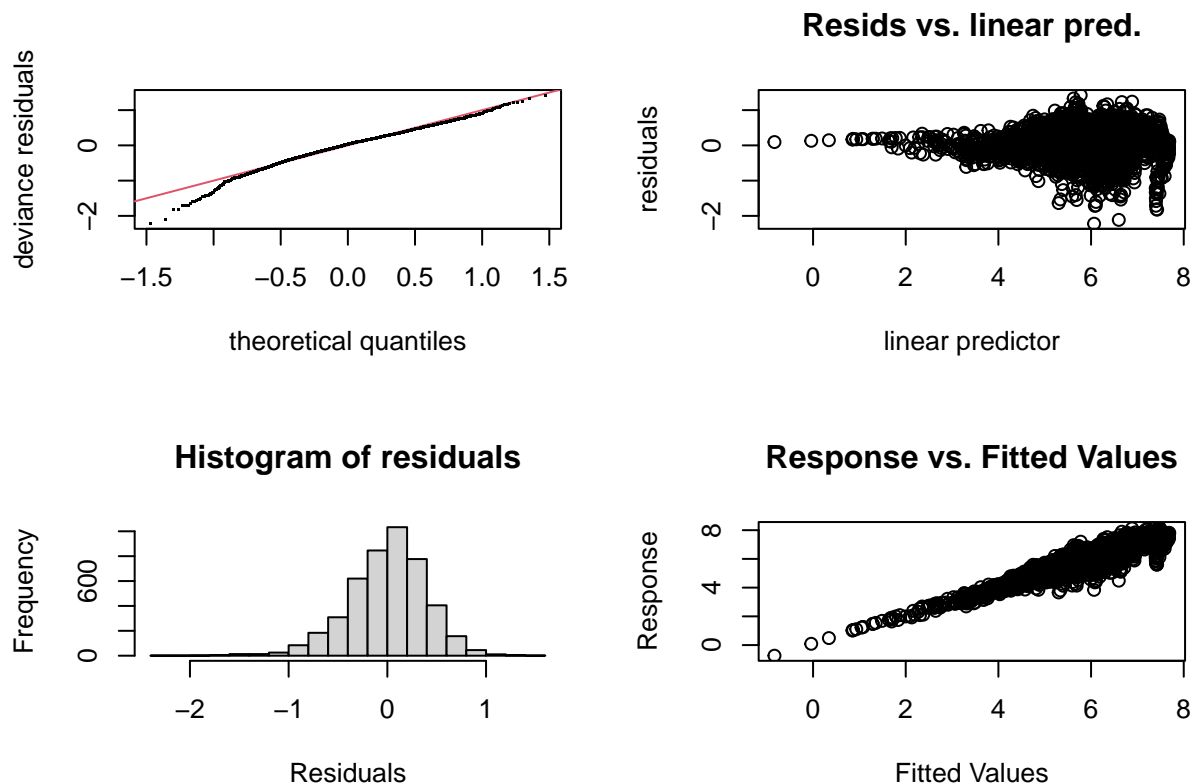 deviance residuals
−2
0
−1.5
−0.5
0.0
0.5
1.0
1.5
theoretical quantiles
Resids vs. linear pred.
residuals
−2
0
0
2
4
6
8
linear predictor
Histogram of residuals
Frequency
0
600
−2
−1
0
1
Residuals
Response vs. Fitted Values
Response
0
4
8
0
2
4
6
8
Fitted Values